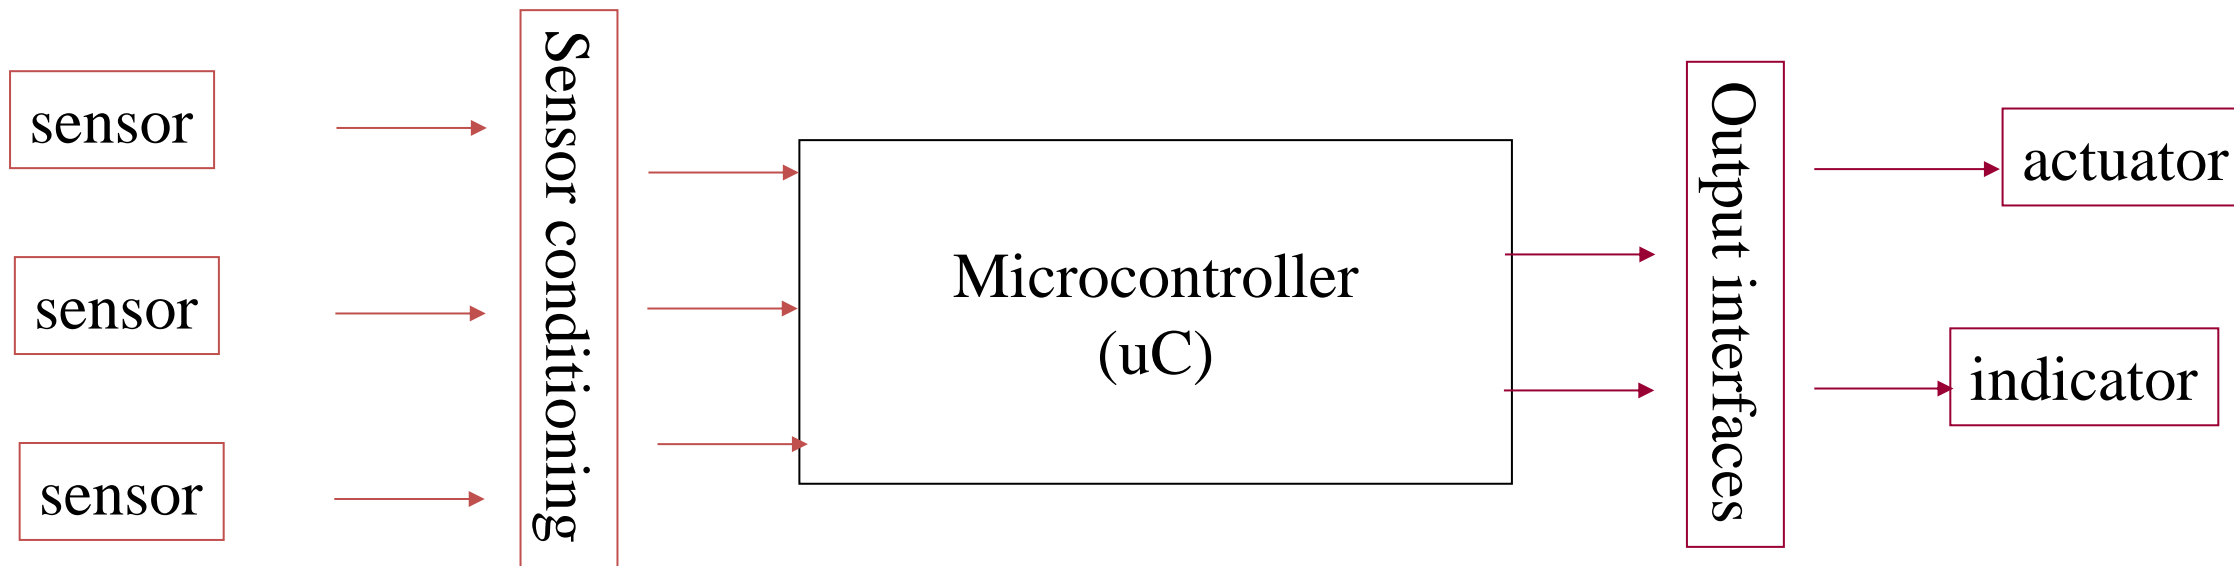 sensor
sensor
sensor
Sensor conditioning
Microcontroller
(uC)
Output interfaces
actuator
indicator